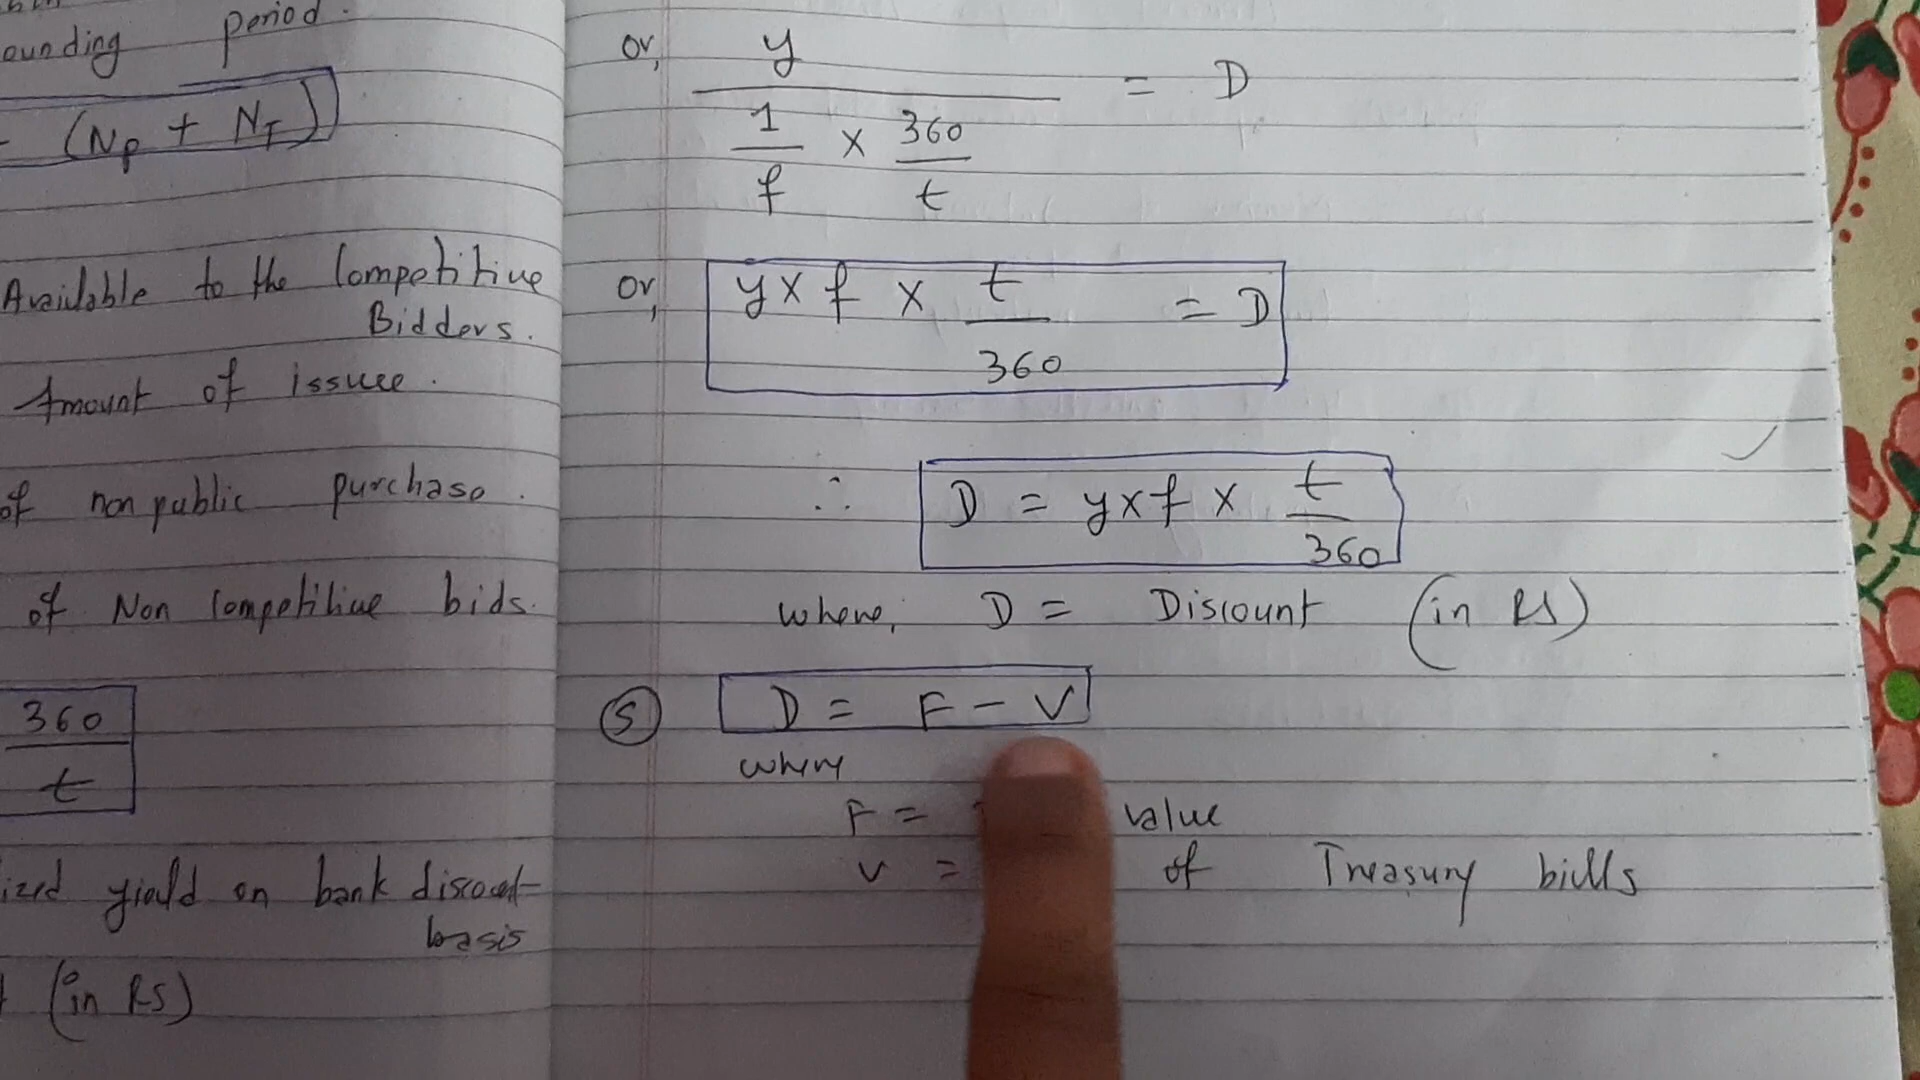 ounding period.
- (Np + NT)
Available to the Competitive
Bidders.
Amount of issuee.
of non public purchase.
of Non Competitive bids.
360
t
ized yield on bank discount
basis
(in RS)
or, y
= D
1 x 360
f t
or, y x f x t = D
360
∴ D = y x f x t
360
where, D = Discount (in RS)
5 D = F - V
where
F = value
V = of Treasury bills